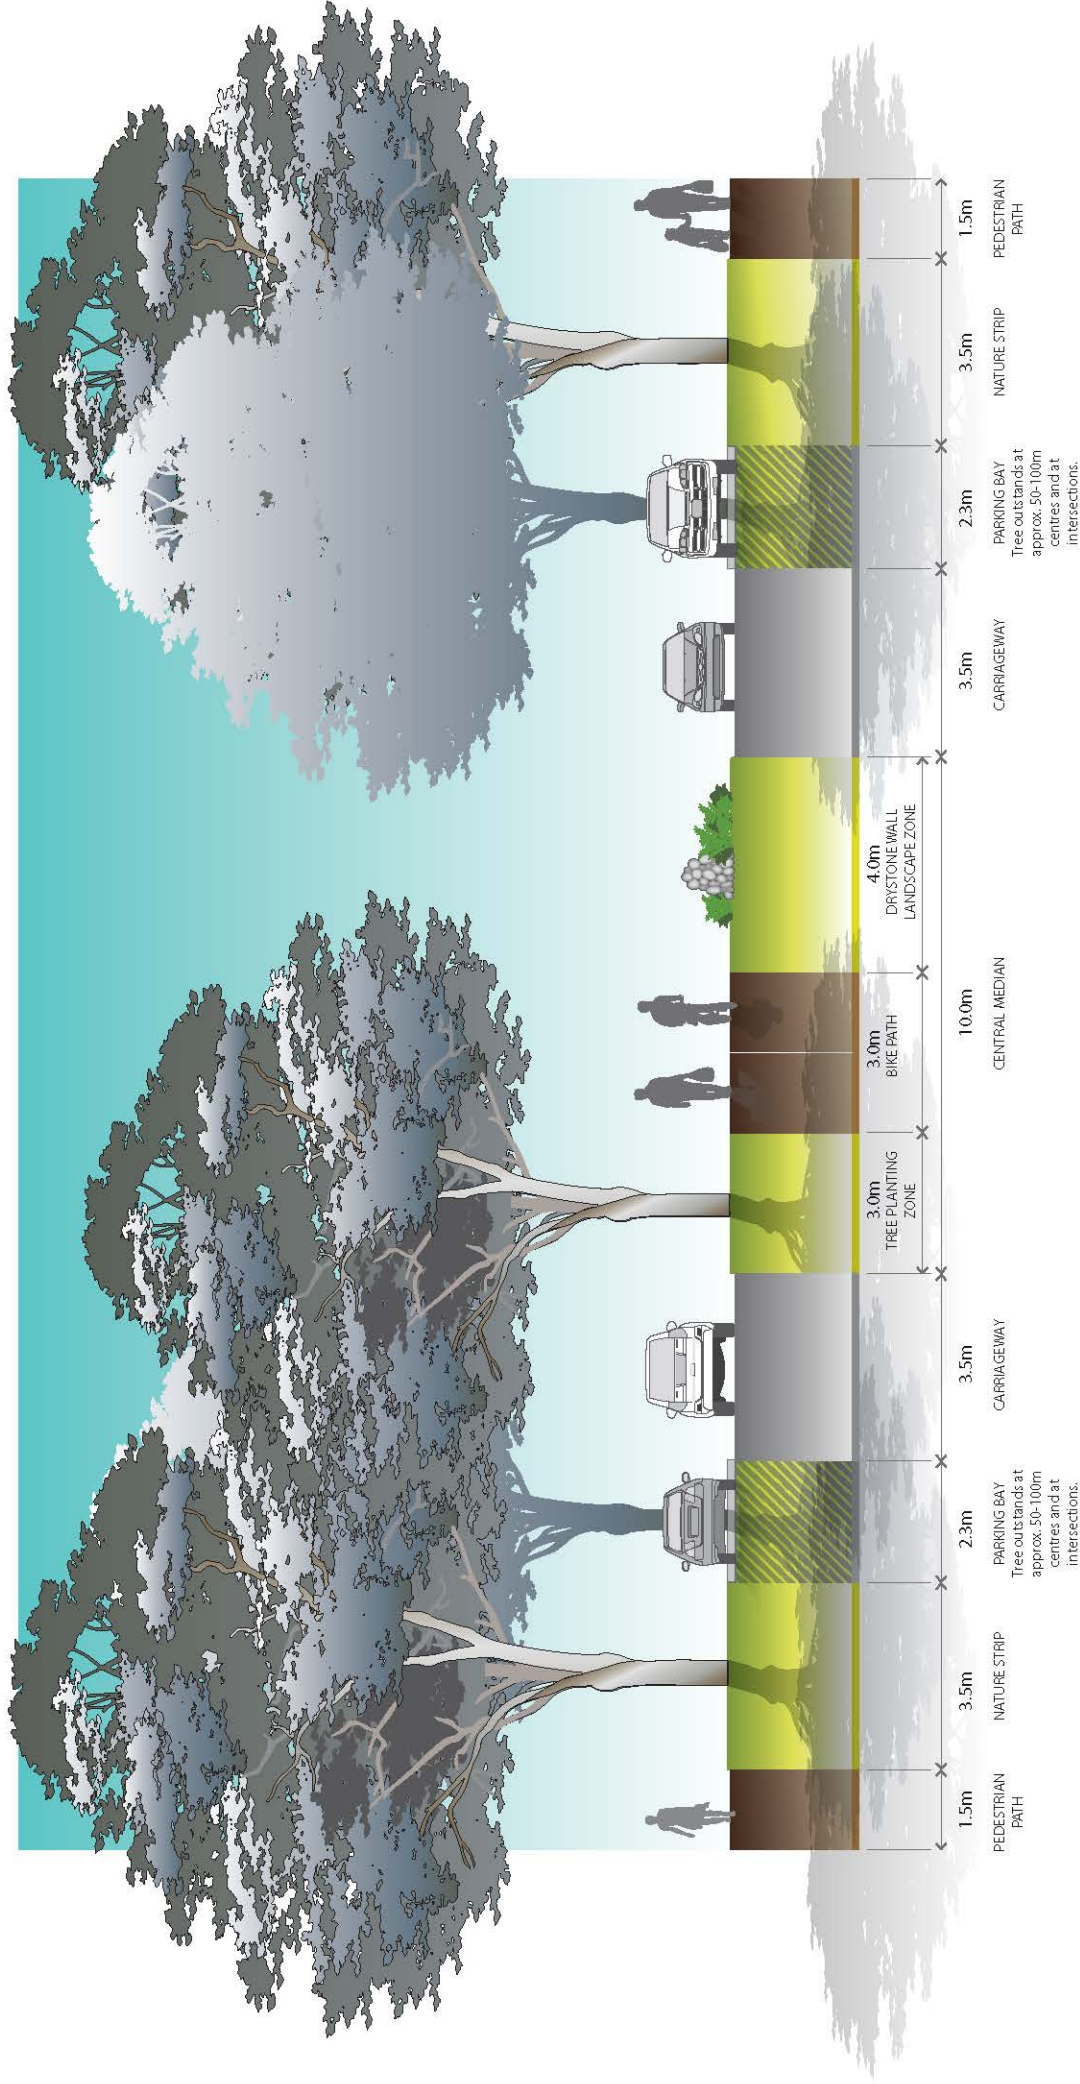 1.5m
PEDESTRIAN
PATH
3.5m
NATURE STRIP
2.3m
PARKING BAY
Tree outstands at
approx. 50-100m
centres and at
intersections.
3.5m
CARRIAGEWAY
3.0m
TREE PLANTING
ZONE
3.0m
BIKE PATH
4.0m
DRYSTONE WALL
LANDSCAPE ZONE
10.0m
CENTRAL MEDIAN
3.5m
CARRIAGEWAY
2.3m
PARKING BAY
Tree outstands at
approx. 50-100m
centres and at
intersections.
3.5m
NATURE STRIP
1.5m
PEDESTRIAN
PATH